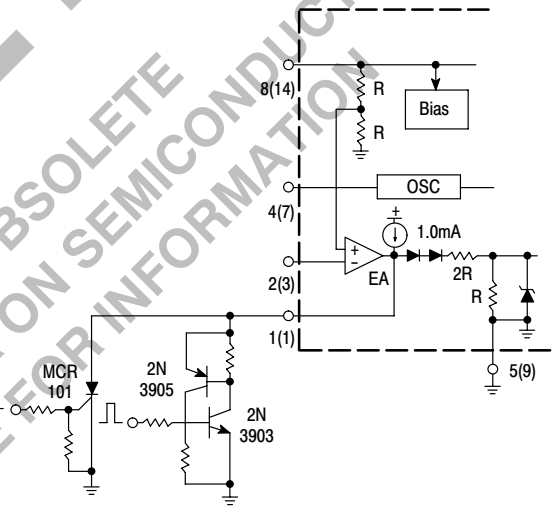 OBSOLETE
ON SEMICONDUCT
FOR INFORMATION
8(14)
R
R
Bias
4(7)
OSC
+
1.0mA
2(3)
+
−
EA
2R
R
1(1)
5(9)
MCR
101
2N
3905
2N
3903